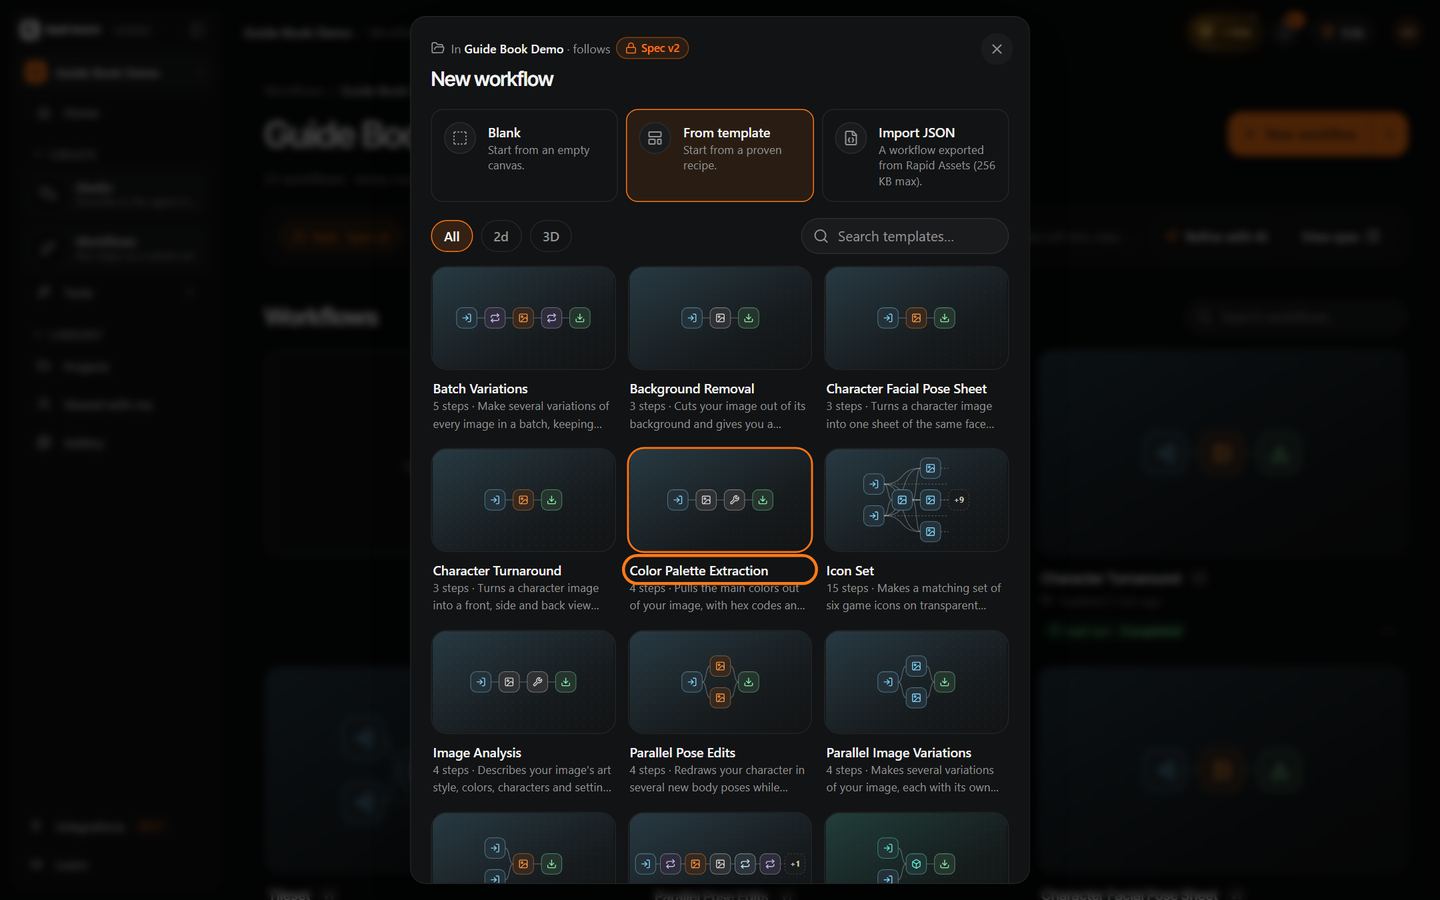 In Guide Book Demo · follows Spec v2
New workflow
Blank
Start from an empty
canvas.
From template
Start from a proven
recipe.
Import JSON
A workflow exported
from Rapid Assets (256
KB max).
All
2d
3D
Search templates...
Batch Variations
5 steps · Make several variations of
every image in a batch, keeping...
Background Removal
3 steps · Cuts your image out of its
background and gives you a...
Character Facial Pose Sheet
3 steps · Turns a character image
into one sheet of the same face...
+9
Character Turnaround
3 steps · Turns a character image
into a front, side and back view...
Color Palette Extraction
4 steps · Pulls the main colors out
of your image, with hex codes an...
Icon Set
15 steps · Makes a matching set of
six game icons on transparent...
Image Analysis
4 steps · Describes your image's art
style, colors, characters and settin...
Parallel Pose Edits
4 steps · Redraws your character in
several new body poses while...
Parallel Image Variations
4 steps · Makes several variations
of your image, each with its own...
+1